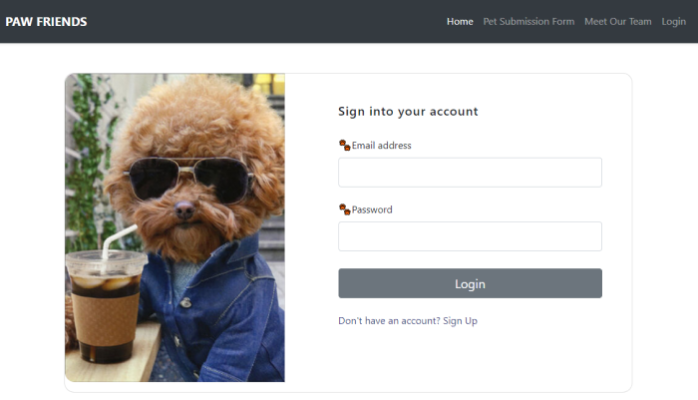 PAW FRIENDS Home Pet Submission Form Meet Our Team Login
Sign into your account
Email address
Password
Login
Don't have an account? Sign Up